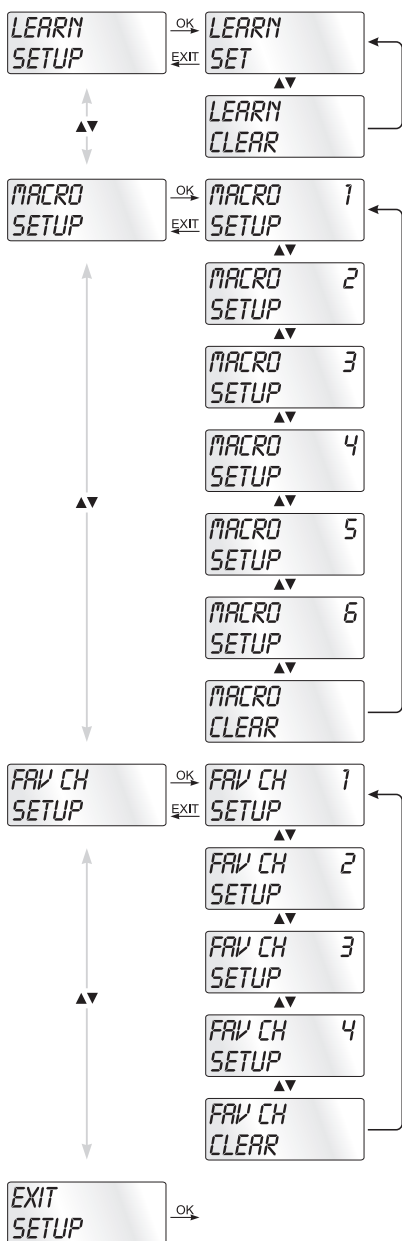 LEARN OK LEARN
SETUP EXIT SET
▲▼
▲▼ LEARN
CLEAR
MACRO OK MACRO 1
SETUP EXIT SETUP
▲▼
MACRO 2
SETUP
▲▼
MACRO 3
SETUP
▲▼
MACRO 4
SETUP
▲▼ ▲▼
MACRO 5
SETUP
▲▼
MACRO 6
SETUP
▲▼
MACRO
CLEAR
FAV CH OK FAV CH 1
SETUP EXIT SETUP
▲▼
FAV CH 2
SETUP
▲▼
FAV CH 3
SETUP
▲▼ ▲▼
FAV CH 4
SETUP
▲▼
FAV CH
CLEAR
EXIT OK
SETUP